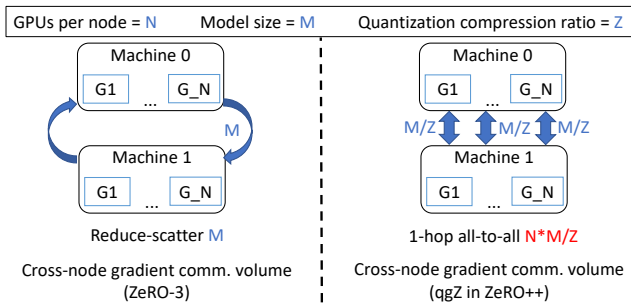 GPUs per node = N Model size = M Quantization compression ratio = Z
Machine 0
G1 ... G_N
M
Machine 1
G1 ... G_N
Reduce-scatter M
Cross-node gradient comm. volume
(ZeRO-3)
Machine 0
G1 ... G_N
M/Z M/Z M/Z
Machine 1
G1 ... G_N
1-hop all-to-all N*M/Z
Cross-node gradient comm. volume
(qgZ in ZeRO++)